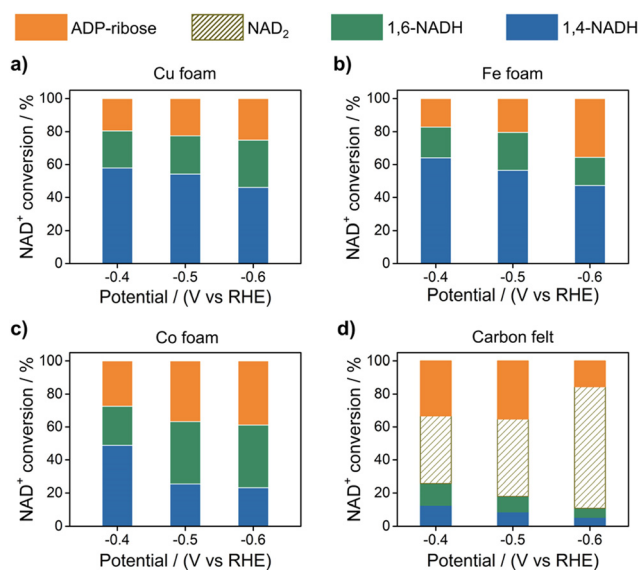 ADP-ribose NAD₂ 1,6-NADH 1,4-NADH
a)
Cu foam
NAD⁺ conversion / %
100
80
60
40
20
0
-0.4 -0.5 -0.6
Potential / (V vs RHE)
b)
Fe foam
NAD⁺ conversion / %
100
80
60
40
20
0
-0.4 -0.5 -0.6
Potential / (V vs RHE)
c)
Co foam
NAD⁺ conversion / %
100
80
60
40
20
0
-0.4 -0.5 -0.6
Potential / (V vs RHE)
d)
Carbon felt
NAD⁺ conversion / %
100
80
60
40
20
0
-0.4 -0.5 -0.6
Potential / (V vs RHE)